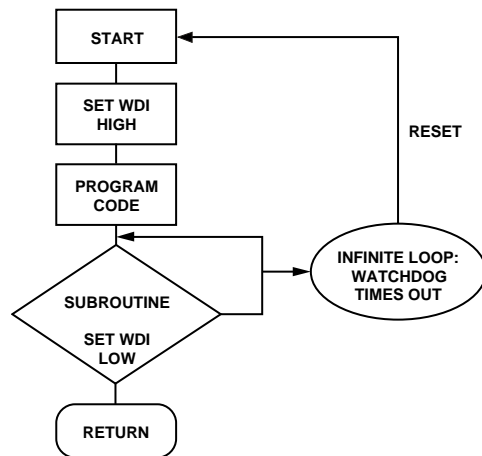 START
SET WDI
HIGH
RESET
PROGRAM
CODE
INFINITE LOOP:
WATCHDOG
TIMES OUT
SUBROUTINE
SET WDI
LOW
RETURN